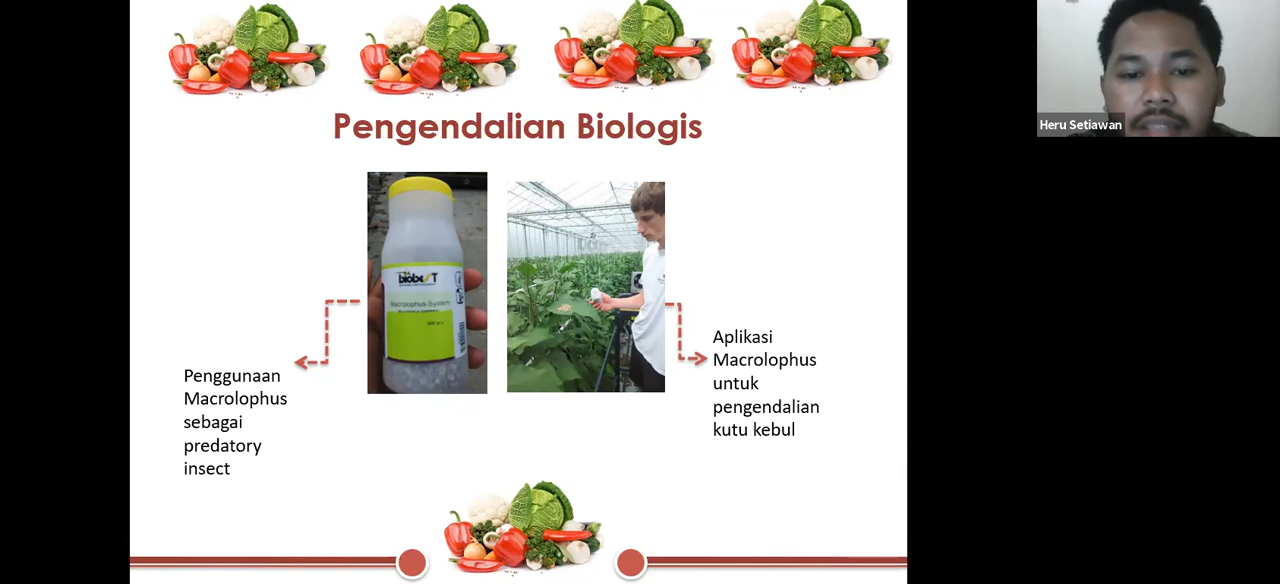 Pengendalian Biologis
Heru Setiawan
biobest
Macrolophus-System
Penggunaan
Macrolophus
sebagai
predatory
insect
Aplikasi
Macrolophus
untuk
pengendalian
kutu kebul